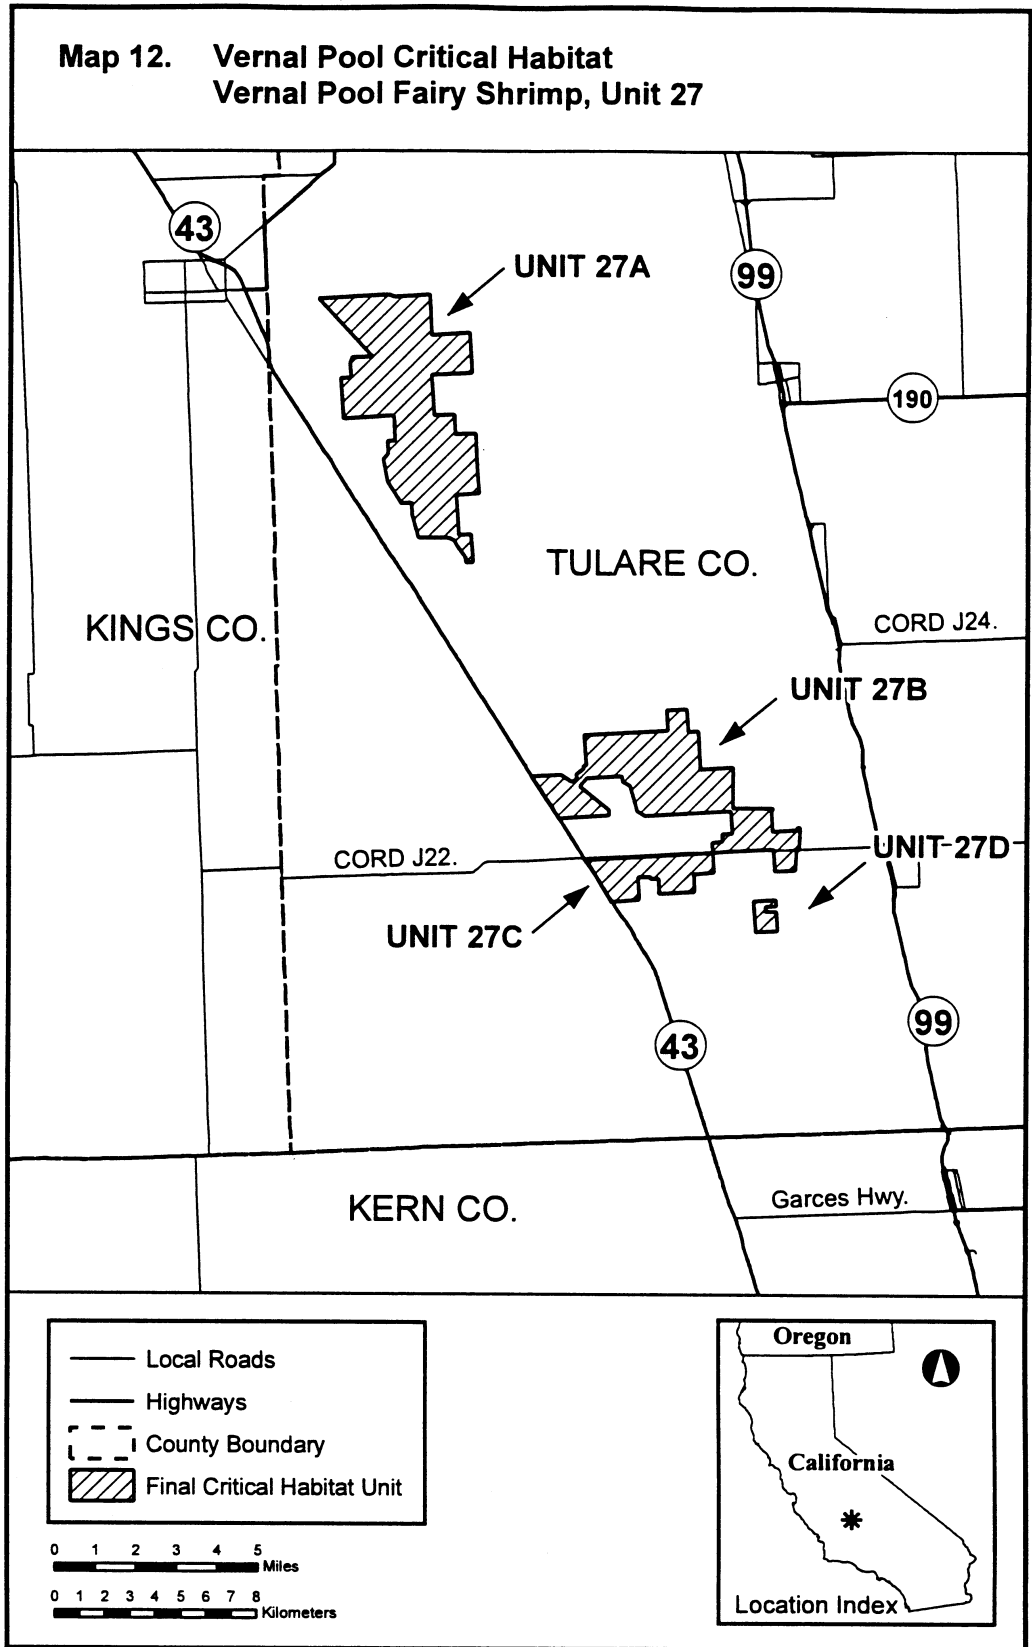 Map 12. Vernal Pool Critical Habitat
Vernal Pool Fairy Shrimp, Unit 27
43
UNIT 27A
99
190
TULARE CO.
KINGS CO.
CORD J24.
UNIT 27B
CORD J22.
UNIT 27D
UNIT 27C
43
99
KERN CO.
Garces Hwy.
Local Roads
Highways
County Boundary
Final Critical Habitat Unit
0 1 2 3 4 5
Miles
0 1 2 3 4 5 6 7 8
Kilometers
Oregon
California
Location Index